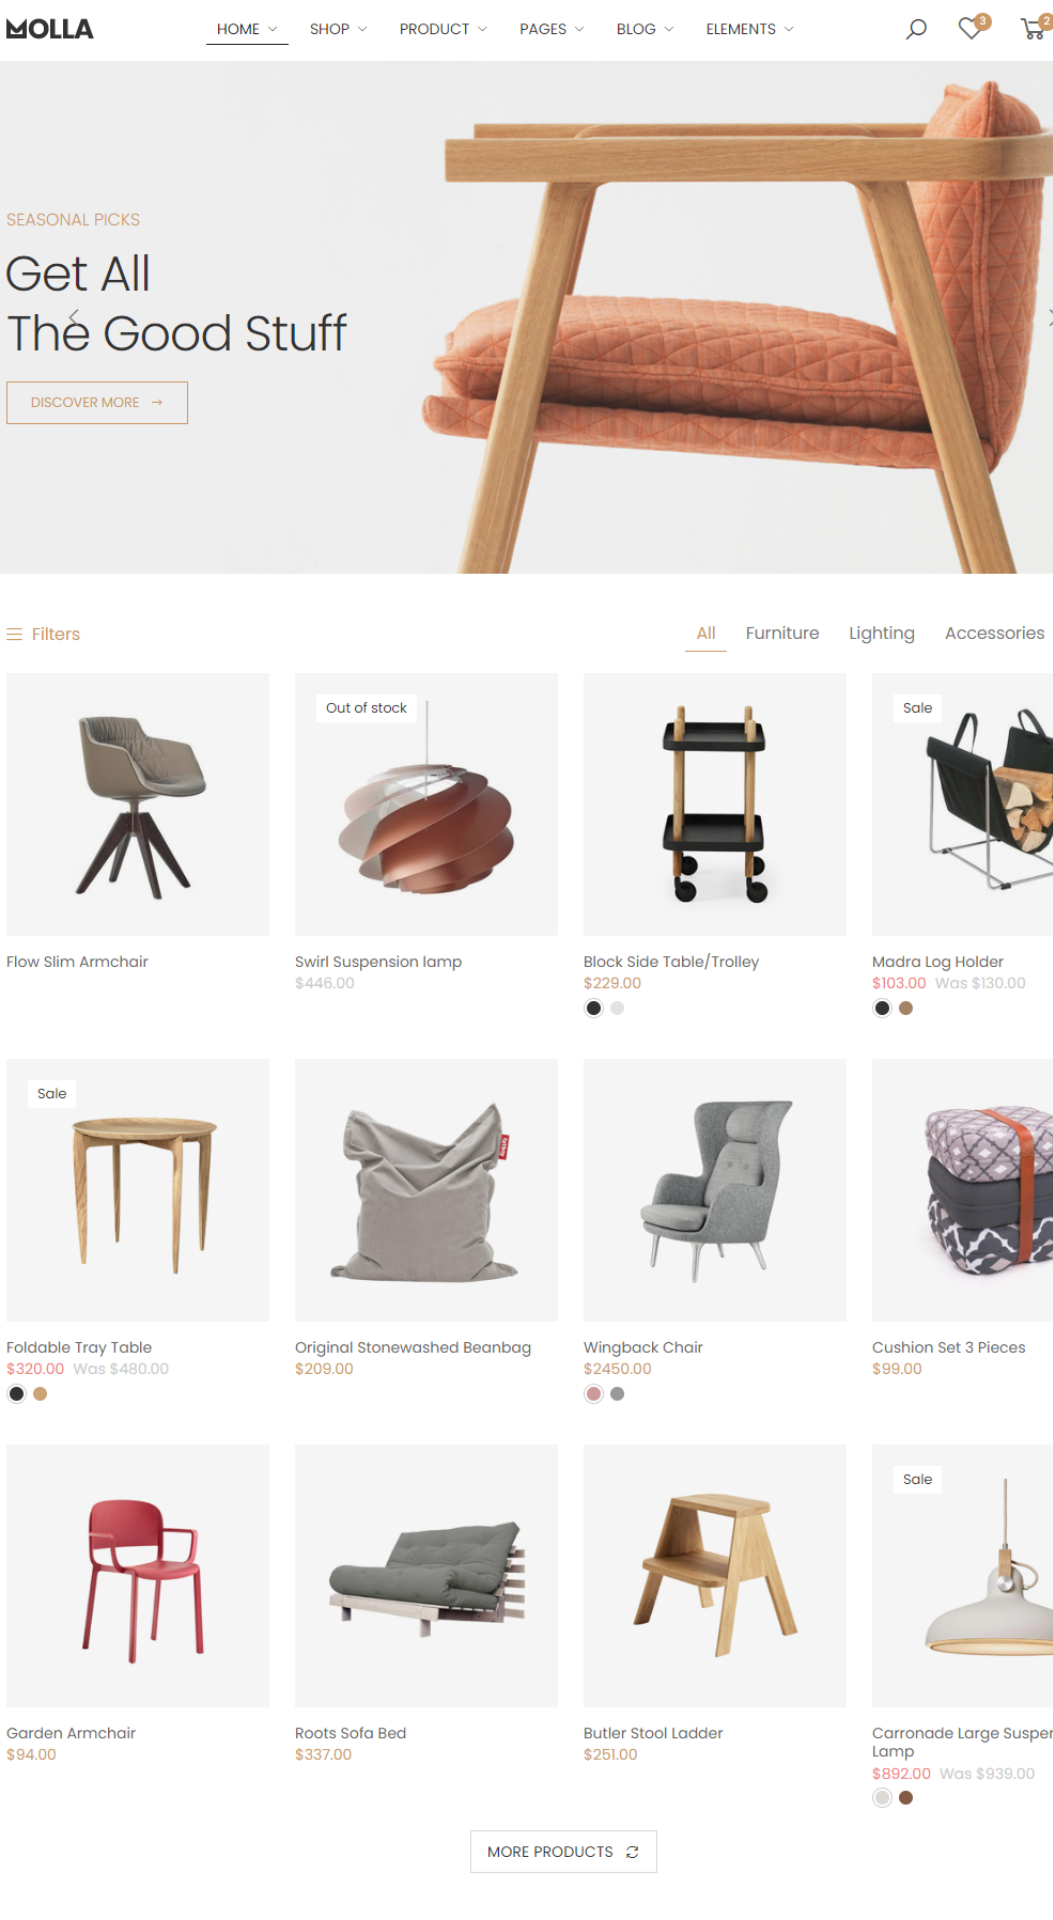 MOLLA
HOME SHOP PRODUCT PAGES BLOG ELEMENTS 3 2
SEASONAL PICKS
Get All
The Good Stuff
DISCOVER MORE →
Filters All Furniture Lighting Accessories
Out of stock
Sale
Flow Slim Armchair
Swirl Suspension lamp
$446.00
Block Side Table/Trolley
$229.00
Madra Log Holder
$103.00 Was $130.00
Sale
Foldable Tray Table
$320.00 Was $480.00
Original Stonewashed Beanbag
$209.00
Wingback Chair
$2450.00
Cushion Set 3 Pieces
$99.00
Sale
Garden Armchair
$94.00
Roots Sofa Bed
$337.00
Butler Stool Ladder
$251.00
Carronade Large Suspen
Lamp
$892.00 Was $939.00
MORE PRODUCTS